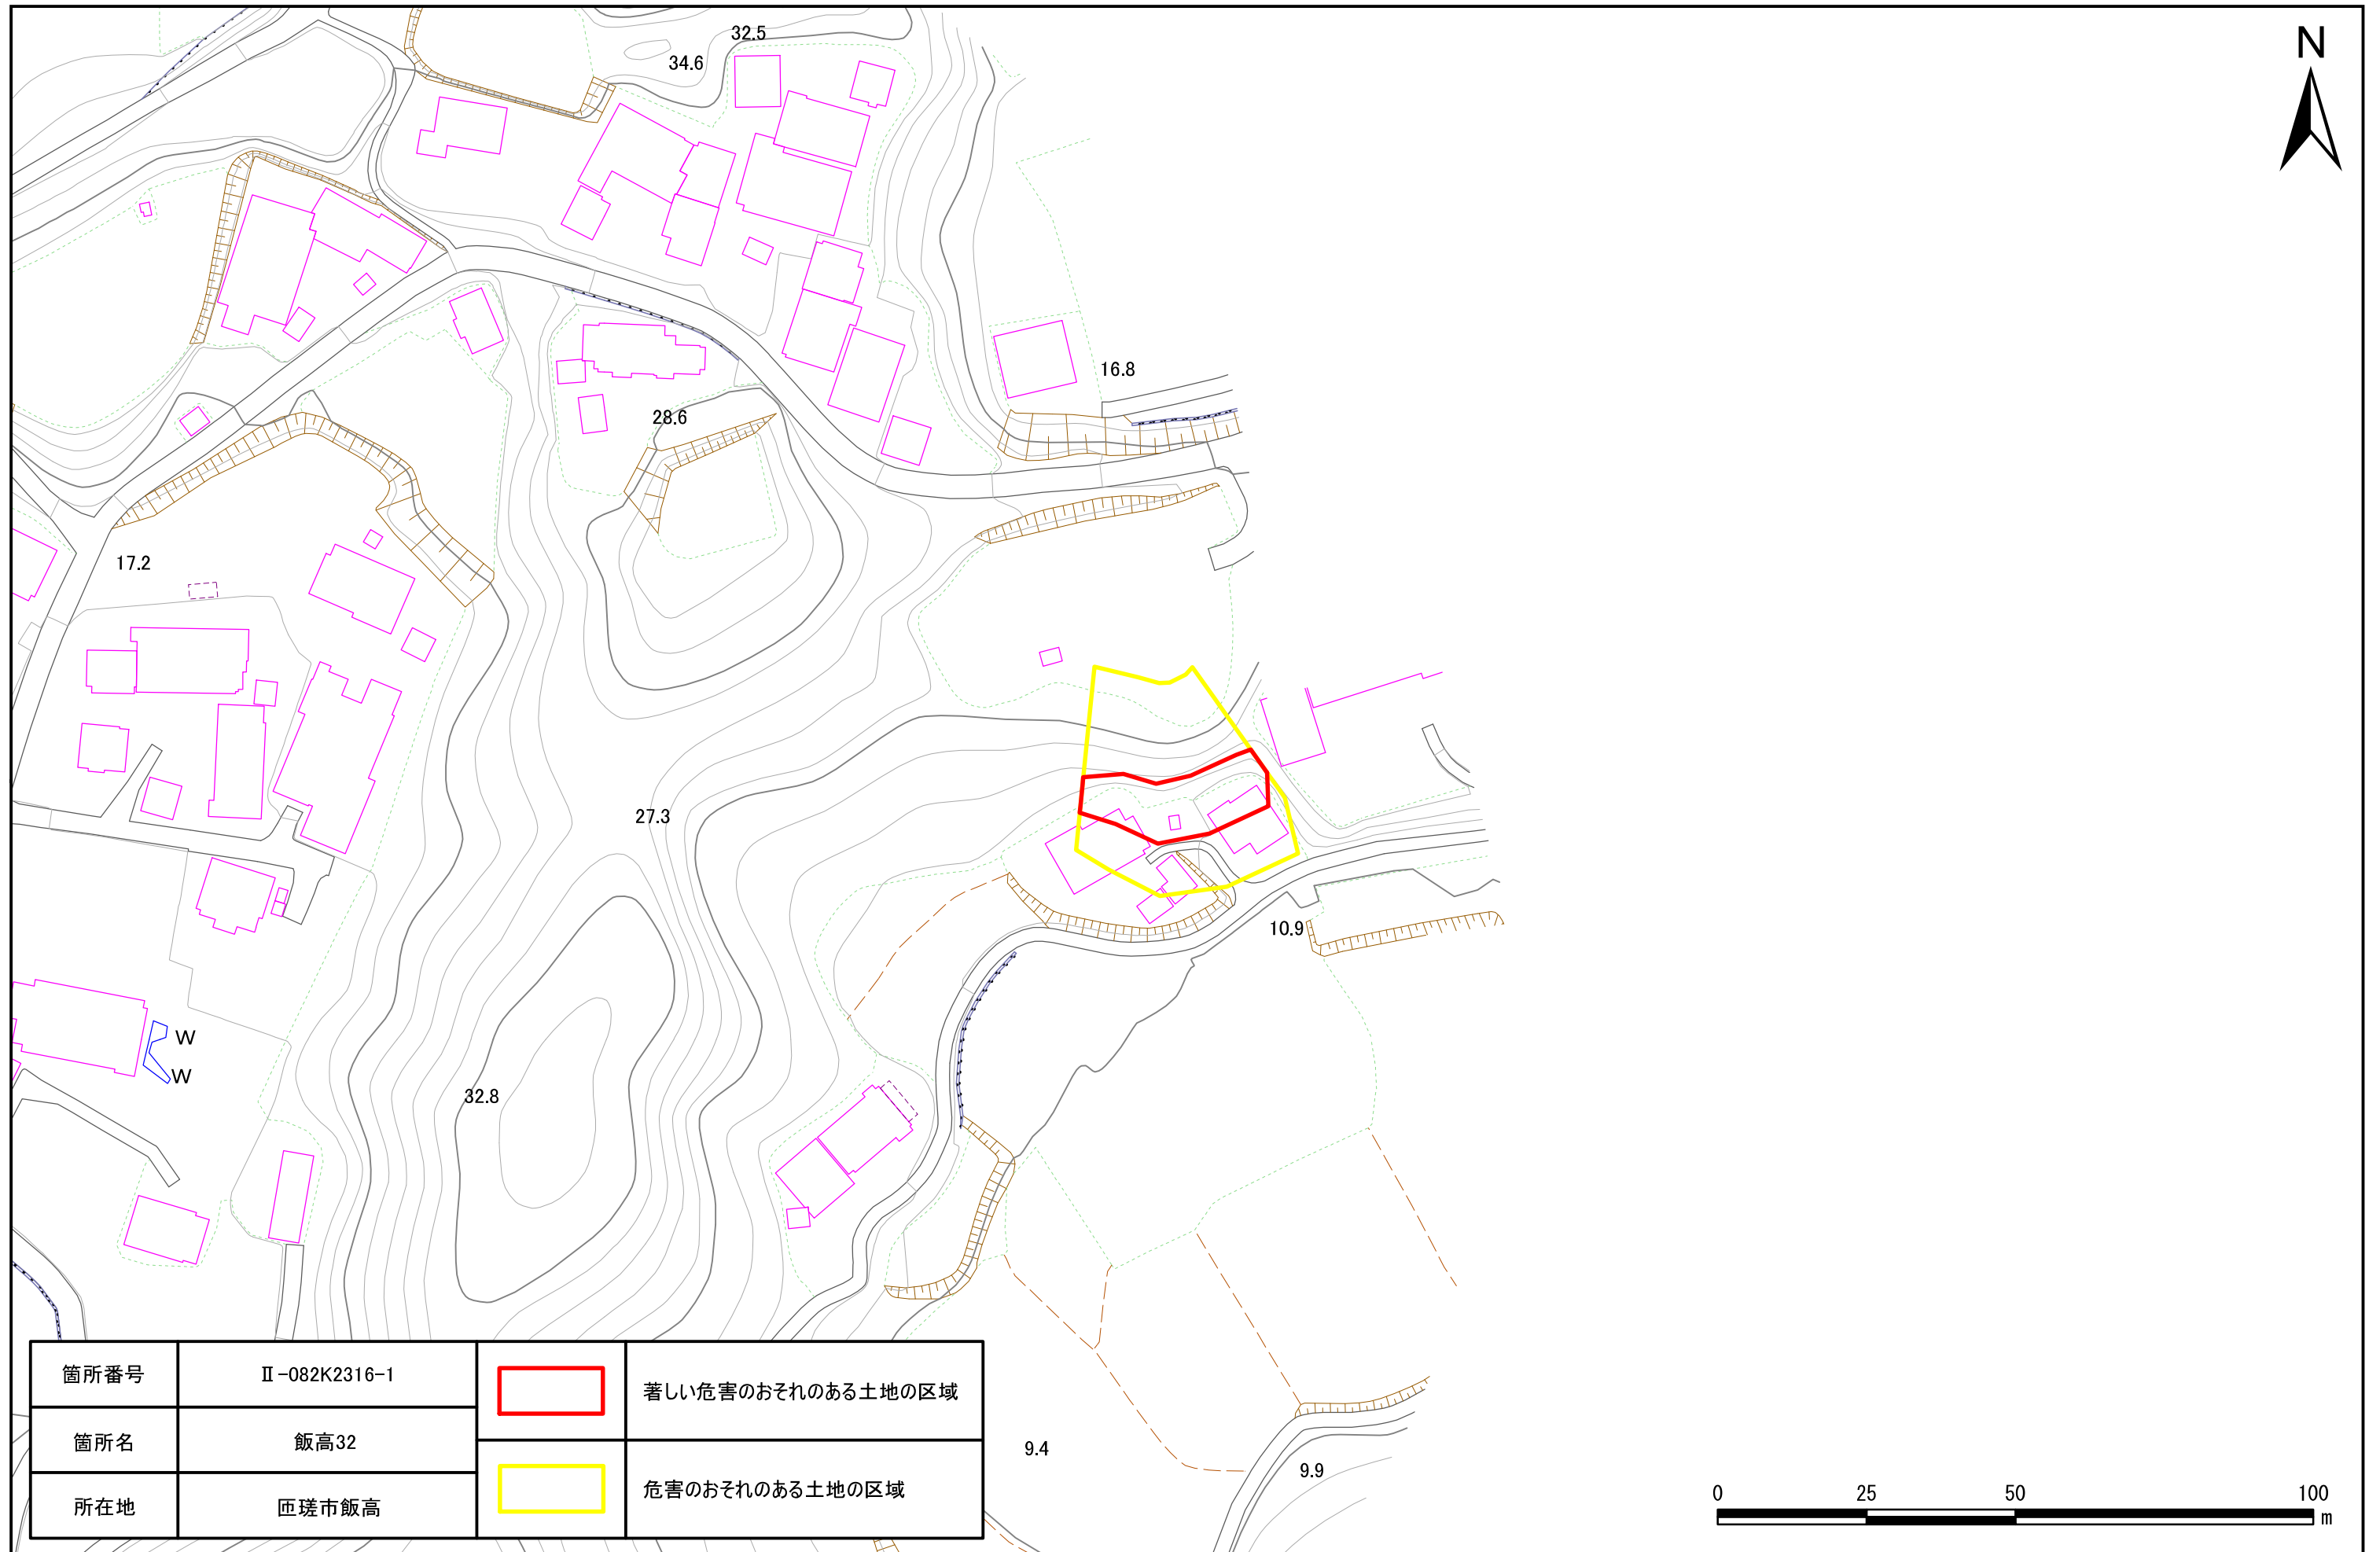 N
32.5
34.6
16.8
28.6
17.2
27.3
10.9
W
W
32.8
9.4
9.9
箇所番号 Ⅱ-082K2316-1
箇所名 飯高32
所在地 匝瑳市飯高
著しい危害のおそれのある土地の区域
危害のおそれのある土地の区域
0 25 50 100
m